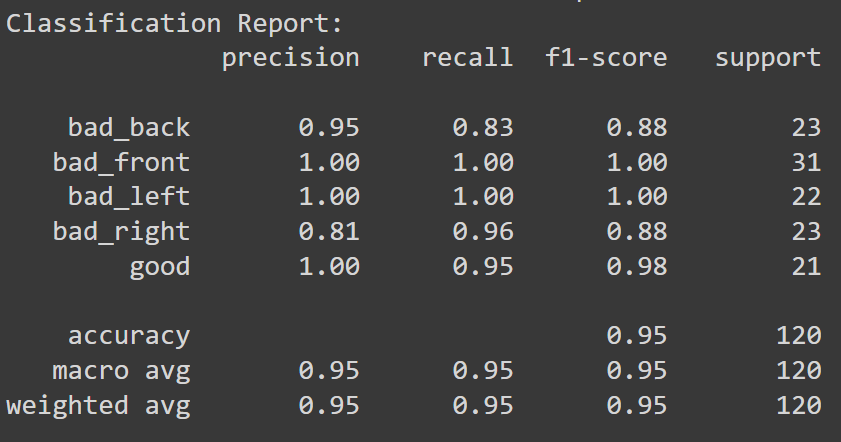 Classification Report:
precision recall f1-score support
bad_back 0.95 0.83 0.88 23
bad_front 1.00 1.00 1.00 31
bad_left 1.00 1.00 1.00 22
bad_right 0.81 0.96 0.88 23
good 1.00 0.95 0.98 21
accuracy 0.95 120
macro avg 0.95 0.95 0.95 120
weighted avg 0.95 0.95 0.95 120